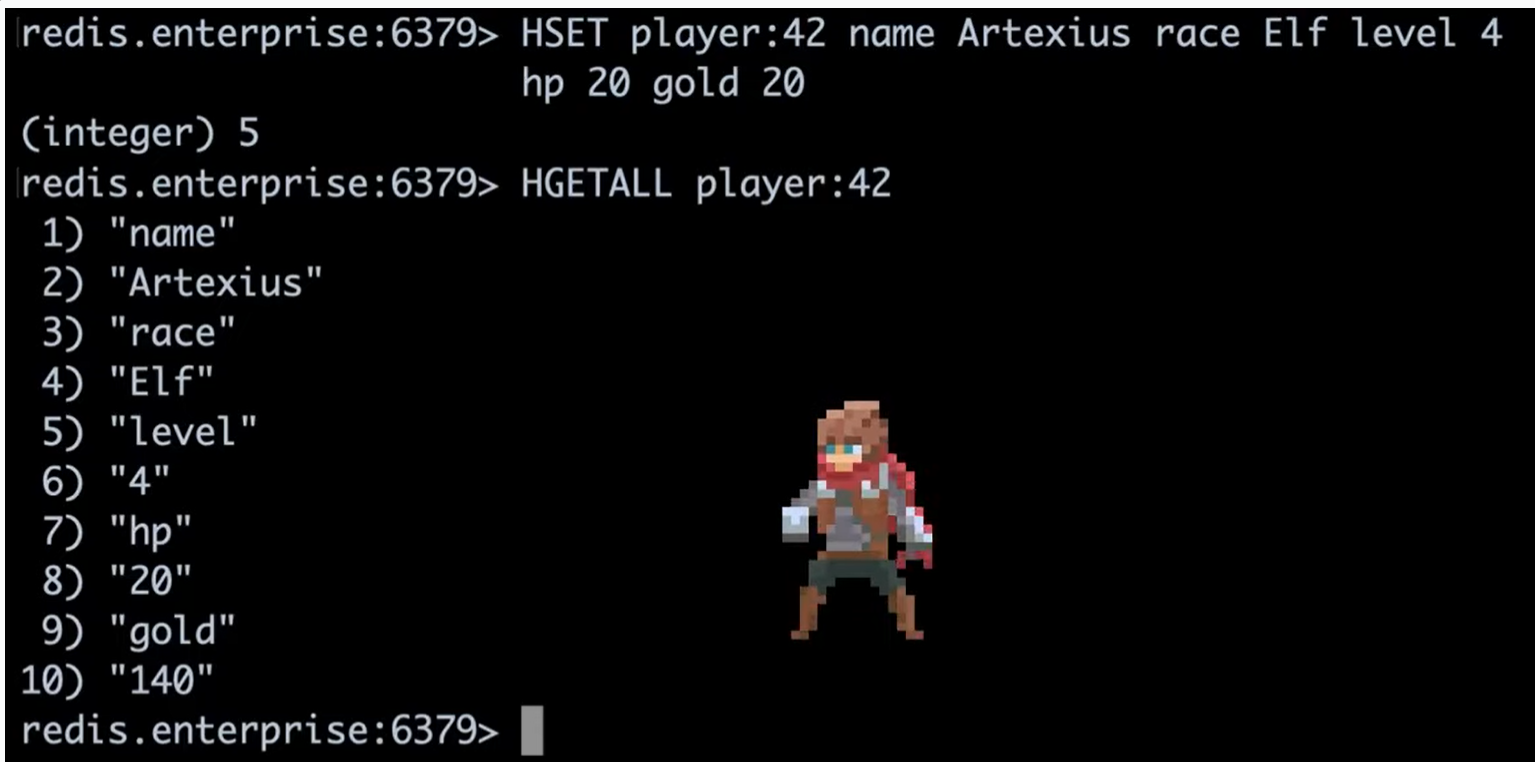 redis.enterprise:6379> HSET player:42 name Artexius race Elf level 4
hp 20 gold 20
(integer) 5
redis.enterprise:6379> HGETALL player:42
1) "name"
2) "Artexius"
3) "race"
4) "Elf"
5) "level"
6) "4"
7) "hp"
8) "20"
9) "gold"
10) "140"
redis.enterprise:6379>